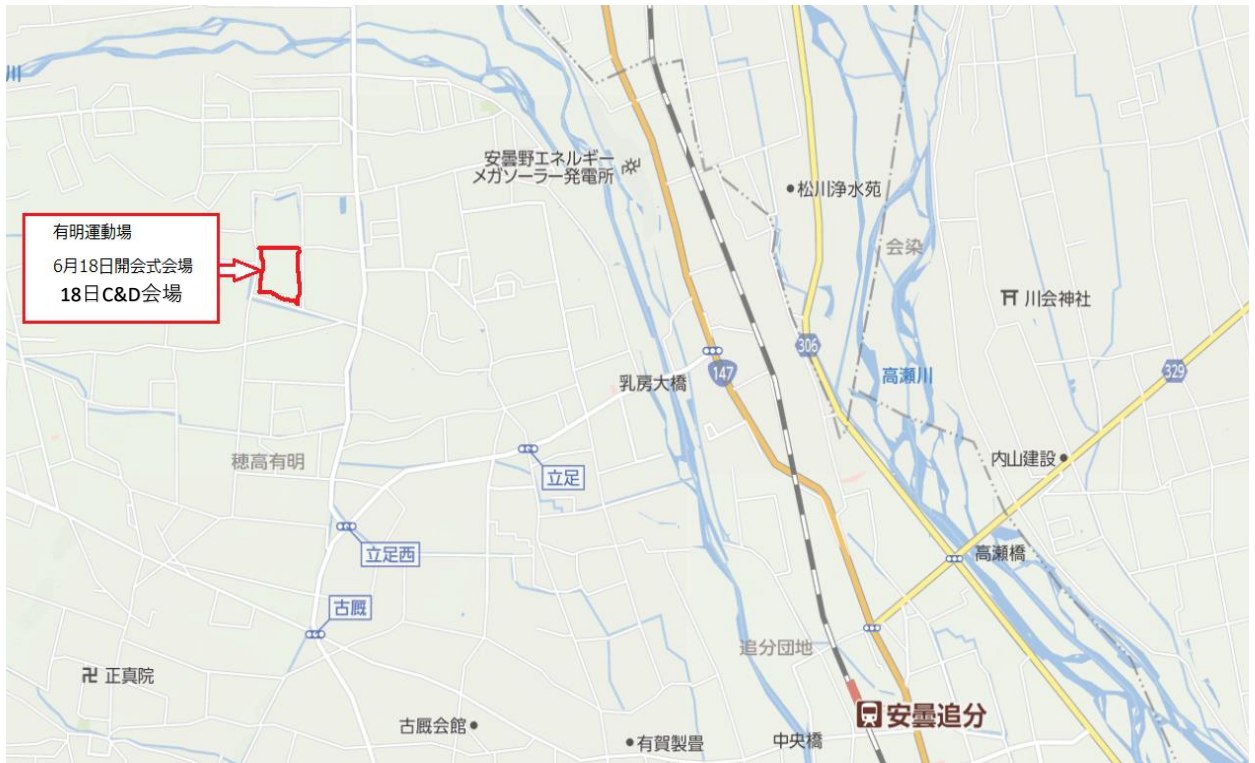 川
安曇野エネルギー
メガソーラー発電所
松川浄水苑
会染
有明運動場
6月18日開会式会場
18日C&D会場
川会神社
306
高瀬川
329
147
乳房大橋
穂高有明
立足
内山建設
立足西
高瀬橋
古厩
追分団地
正真院
安曇追分
古厩会館
有賀製畳
中央橋